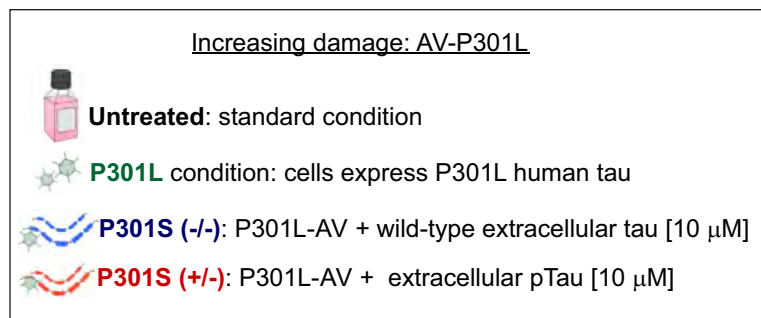 Increasing damage: AV-P301L
Untreated: standard condition
P301L condition: cells express P301L human tau
P301S (-/-): P301L-AV + wild-type extracellular tau [10 μM]
P301S (+/-): P301L-AV + extracellular pTau [10 μM]